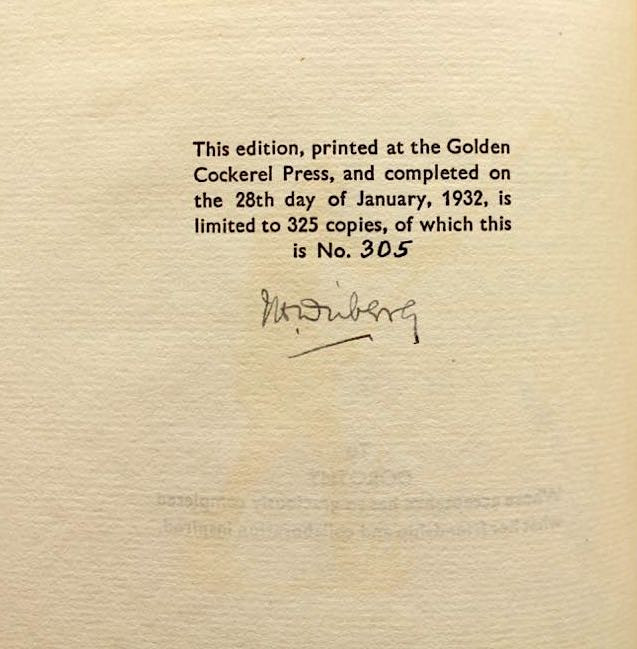 This edition, printed at the Golden
Cockerel Press, and completed on
the 28th day of January, 1932, is
limited to 325 copies, of which this
is No. 305
JHDriberg